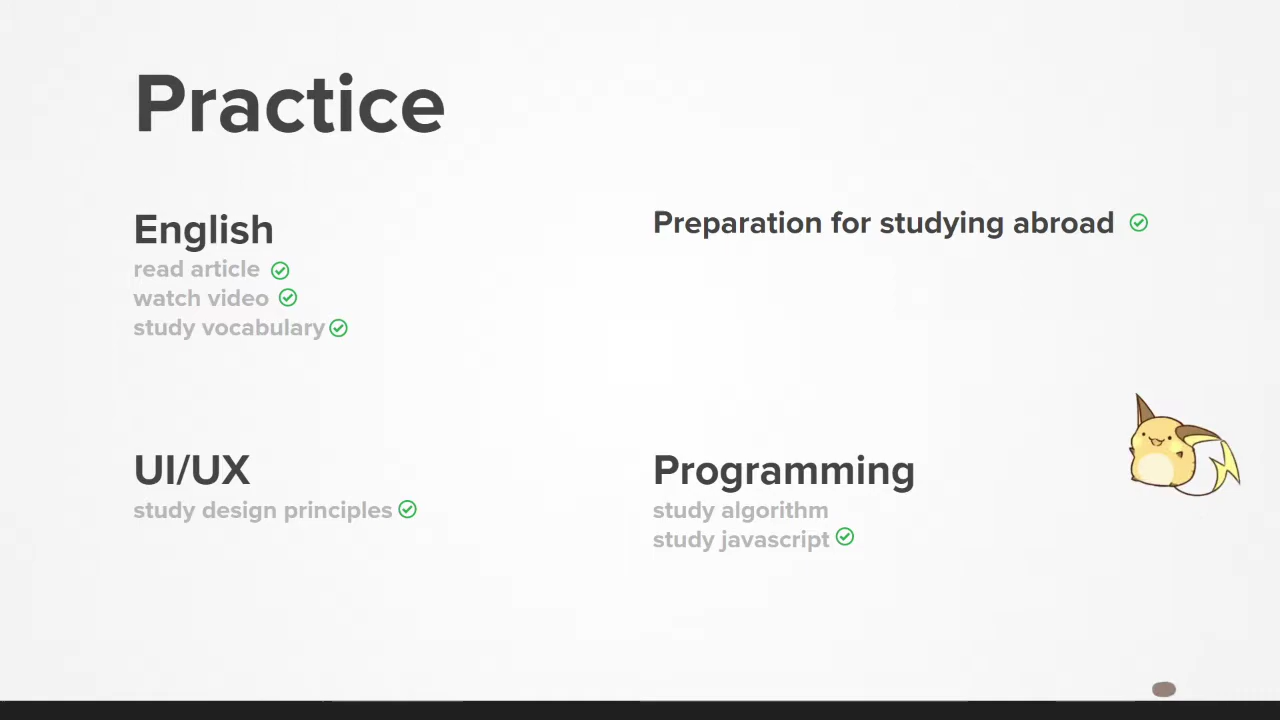 Practice
English
read article
watch video
study vocabulary
Preparation for studying abroad
UI/UX
study design principles
Programming
study algorithm
study javascript